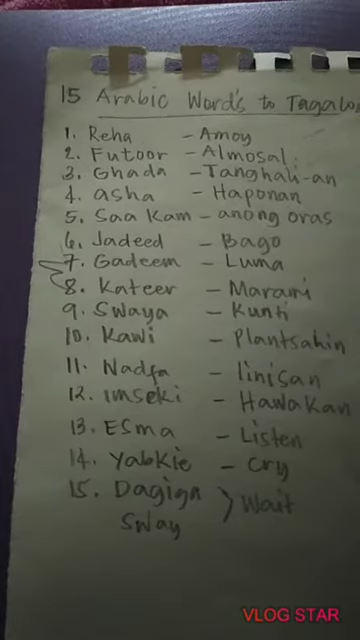 15 Arabic Word's to Tagalog
1. Reha - Amoy
2. Futoor - Almosal.
3. Ghada - Tanghali-an
4. asha - Haponan
5. Saa Kam - anong oras
6. Jadeed - Bago
7. Gadeem - Luma
8. Kateer - Marami
9. Swaya - Kunti
10. Kawi - Plantsahin
11. Nadfa - linisan
12. imseki - Hawakan
13. Esma - Listen
14. Yabkie - Cry
15. Dagiga } Wait
Sway
VLOG STAR